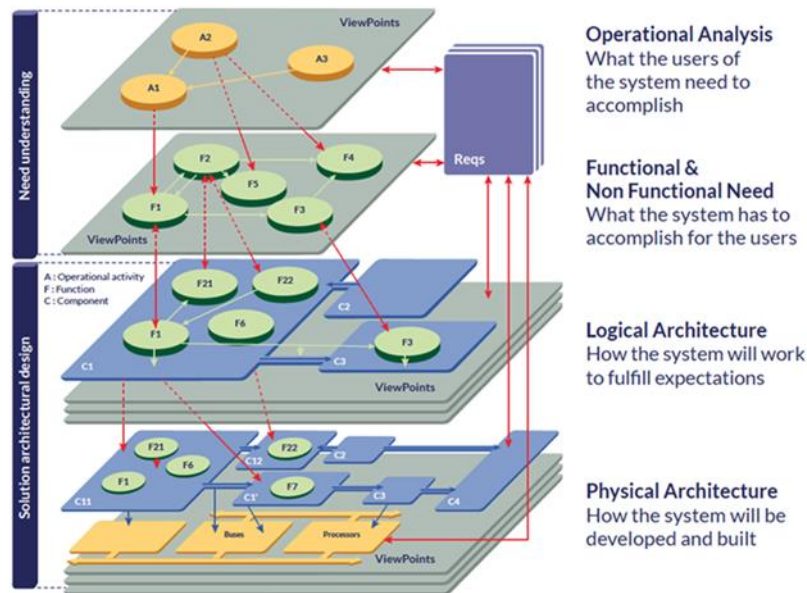 Need understanding
ViewPoints
A2
A3
A1
Reqs
F2
F4
F5
F1
F3
ViewPoints
Operational Analysis
What the users of
the system need to
accomplish
Functional &
Non Functional Need
What the system has to
accomplish for the users
Solution architectural design
A : Operational activity
F : Function
C : Component
F21
F22
C2
F1
F6
F3
C1
C3
ViewPoints
Logical Architecture
How the system will work
to fulfill expectations
F21
F22
F6
C12
C2
F1
F7
C11
C1'
C3
C4
Buses
Processors
ViewPoints
Physical Architecture
How the system will be
developed and built